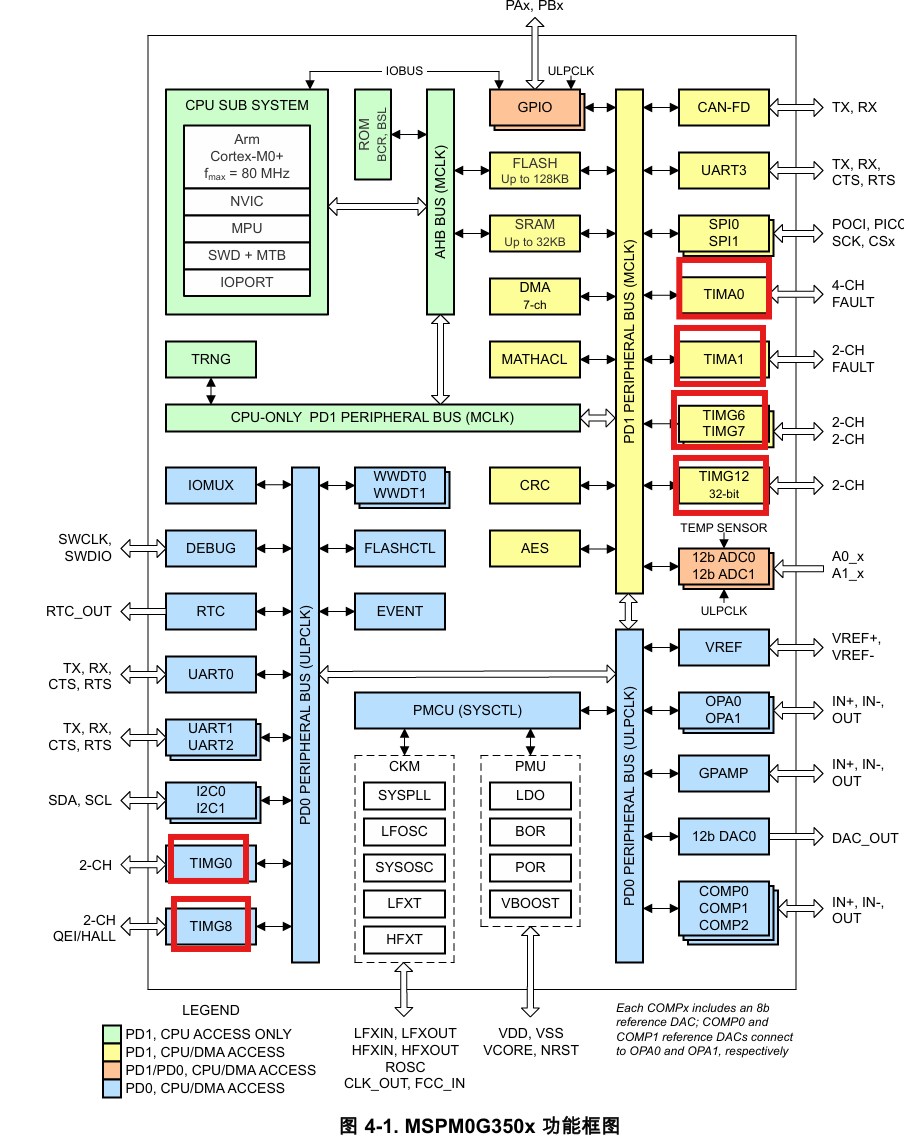 PAx, PBx
IOBUS
ULPCLK
CPU SUB SYSTEM
Arm
Cortex-M0+
fmax = 80 MHz
NVIC
MPU
SWD + MTB
IOPORT
ROM
BCR, BSL
AHB BUS (MCLK)
GPIO
FLASH
Up to 128KB
SRAM
Up to 32KB
DMA
7-ch
MATHACL
TRNG
CPU-ONLY PD1 PERIPHERAL BUS (MCLK)
CRC
AES
PD1 PERIPHERAL BUS (MCLK)
CAN-FD
TX, RX
UART3
TX, RX,
CTS, RTS
SPI0
SPI1
POCI, PICO
SCK, CSx
TIMA0
4-CH
FAULT
TIMA1
2-CH
FAULT
TIMG6
TIMG7
2-CH
2-CH
TIMG12
32-bit
2-CH
TEMP SENSOR
12b ADC0
12b ADC1
A0_x
A1_x
ULPCLK
IOMUX
WWDT0
WWDT1
SWCLK,
SWDIO
DEBUG
FLASHCTL
RTC_OUT
RTC
EVENT
TX, RX,
CTS, RTS
UART0
TX, RX,
CTS, RTS
UART1
UART2
SDA, SCL
I2C0
I2C1
2-CH
TIMG0
2-CH
QEI/HALL
TIMG8
PD0 PERIPHERAL BUS (ULPCLK)
PMCU (SYSCTL)
CKM
SYSPLL
LFOSC
SYSOSC
LFXT
HFXT
PMU
LDO
BOR
POR
VBOOST
PD0 PERIPHERAL BUS (ULPCLK)
VREF
VREF+,
VREF-
OPA0
OPA1
IN+, IN-,
OUT
GPAMP
IN+, IN-,
OUT
12b DAC0
DAC_OUT
COMP0
COMP1
COMP2
IN+, IN-,
OUT
LEGEND
PD1, CPU ACCESS ONLY
PD1, CPU/DMA ACCESS
PD1/PD0, CPU/DMA ACCESS
PD0, CPU/DMA ACCESS
LFXIN, LFXOUT
HFXIN, HFXOUT
ROSC
CLK_OUT, FCC_IN
VDD, VSS
VCORE, NRST
Each COMPx includes an 8b
reference DAC; COMP0 and
COMP1 reference DACs connect
to OPA0 and OPA1, respectively
图 4-1. MSPM0G350x 功能框图